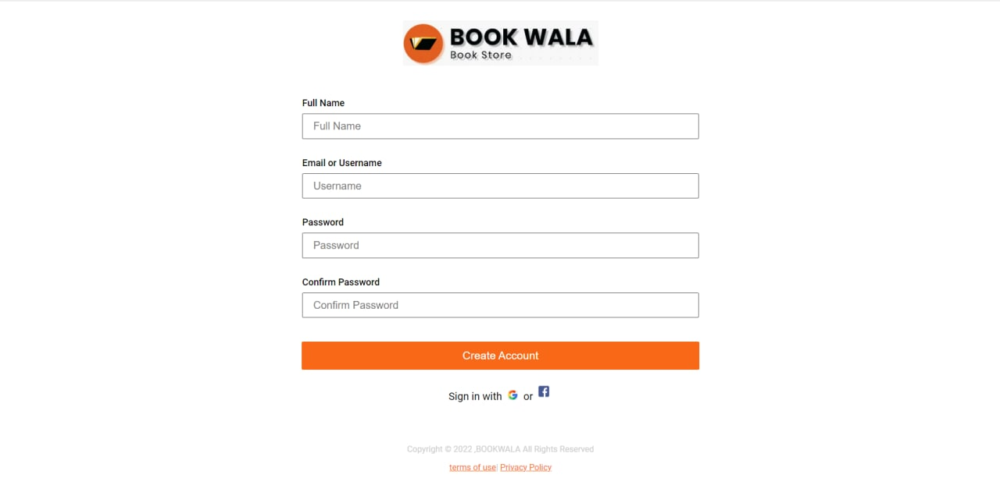 BOOK WALA
Book Store
Full Name
Full Name
Email or Username
Username
Password
Password
Confirm Password
Confirm Password
Create Account
Sign in with G or f
Copyright © 2022 ,BOOKWALA All Rights Reserved
terms of use| Privacy Policy